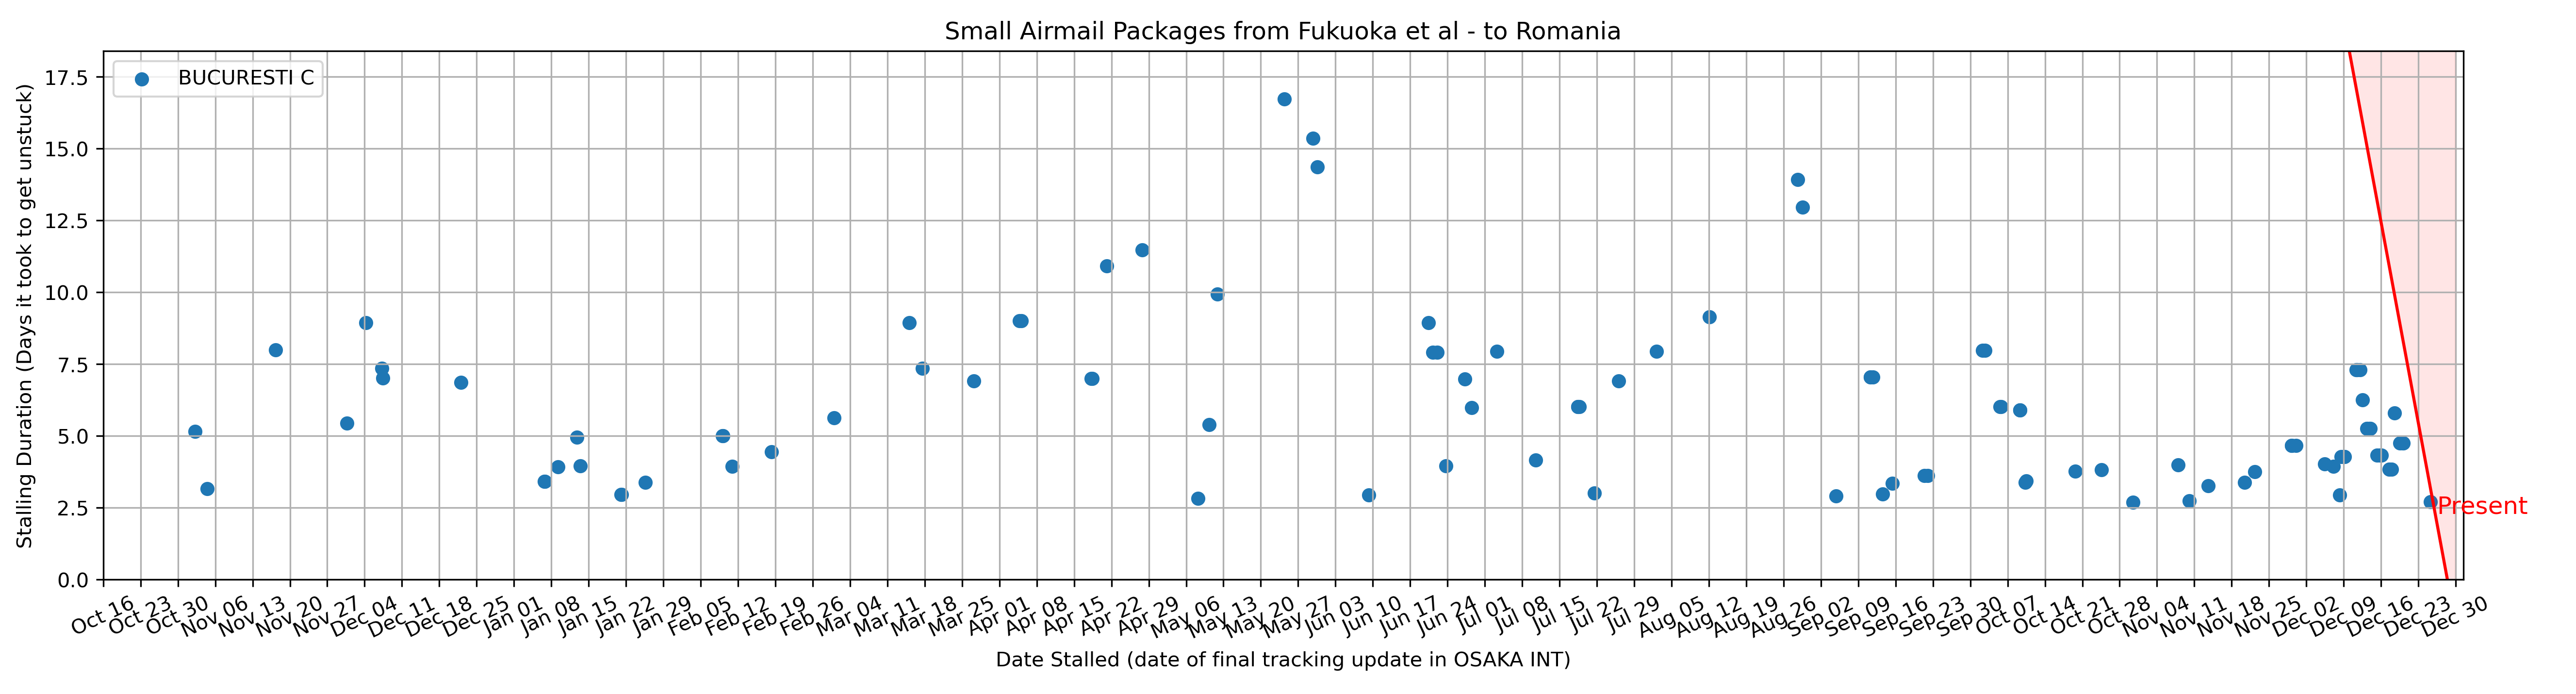 Small Airmail Packages from Fukuoka et al - to Romania
BUCURESTI C
Stalling Duration (Days it took to get unstuck)
17.5
15.0
12.5
10.0
7.5
5.0
2.5
0.0
Present
Oct 16
Oct 23
Oct 30
Nov 06
Nov 13
Nov 20
Nov 27
Dec 04
Dec 11
Dec 18
Dec 25
Jan 01
Jan 08
Jan 15
Jan 22
Jan 29
Feb 05
Feb 12
Feb 19
Feb 26
Mar 04
Mar 11
Mar 18
Mar 25
Apr 01
Apr 08
Apr 15
Apr 22
Apr 29
May 06
May 13
May 20
May 27
Jun 03
Jun 10
Jun 17
Jun 24
Jul 01
Jul 08
Jul 15
Jul 22
Jul 29
Aug 05
Aug 12
Aug 19
Aug 26
Sep 02
Sep 09
Sep 16
Sep 23
Sep 30
Oct 07
Oct 14
Oct 21
Oct 28
Nov 04
Nov 11
Nov 18
Nov 25
Dec 02
Dec 09
Dec 16
Dec 23
Dec 30
Date Stalled (date of final tracking update in OSAKA INT)